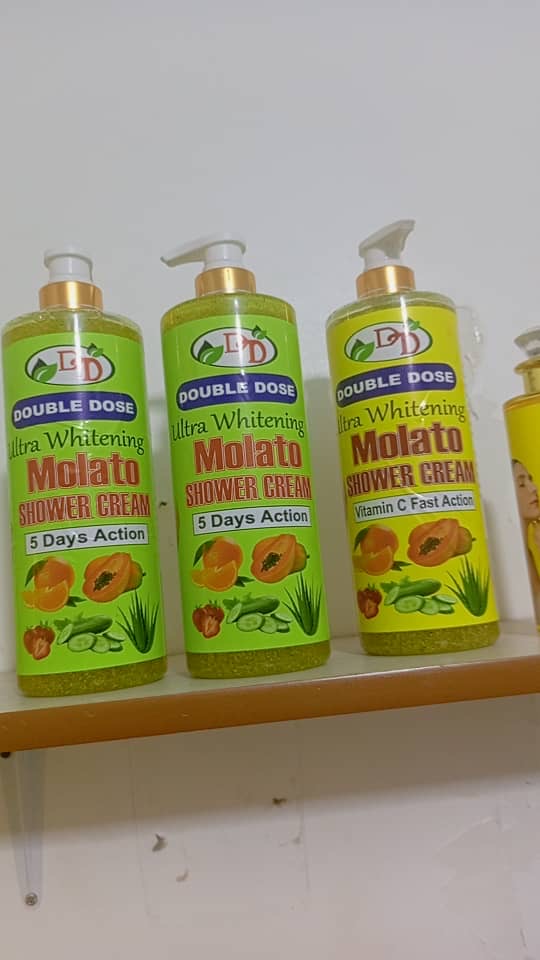 DD
DOUBLE DOSE
Ultra Whitening
Molato
SHOWER CREAM
5 Days Action
DD
DOUBLE DOSE
Ultra Whitening
Molato
SHOWER CREAM
5 Days Action
DD
DOUBLE DOSE
Ultra Whitening
Molato
SHOWER CREAM
Vitamin C Fast Action